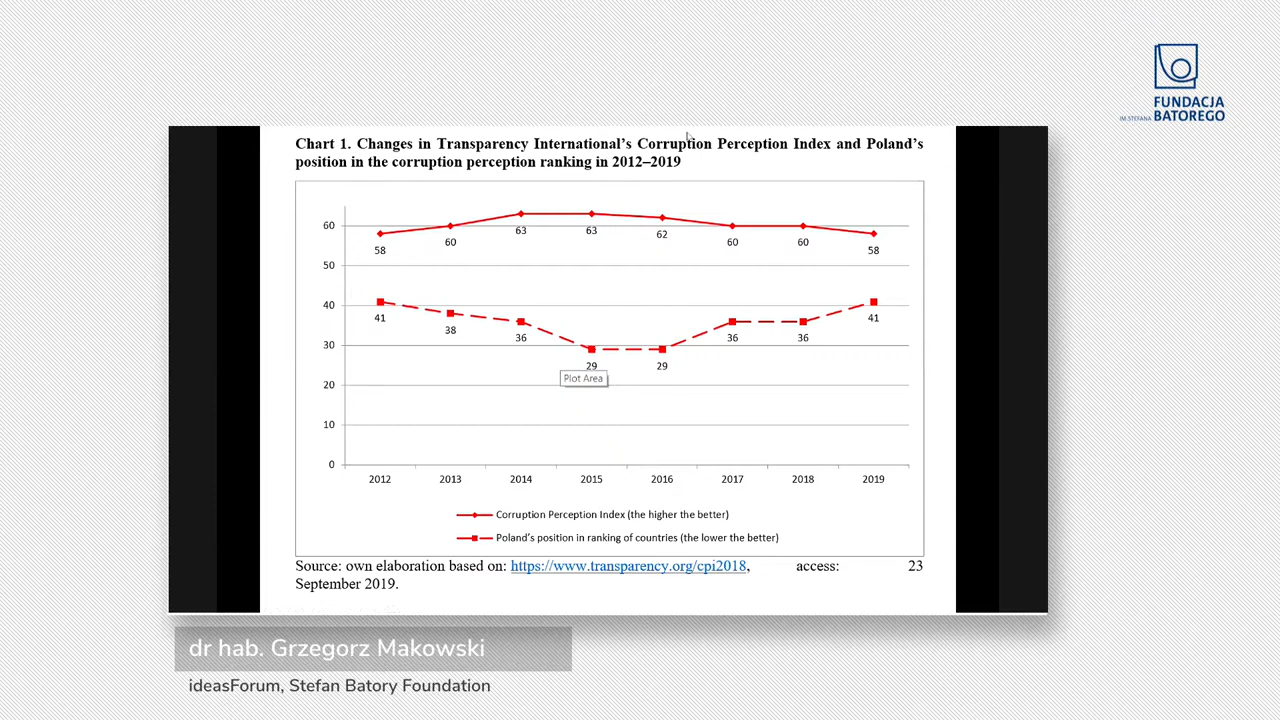 FUNDACJA
IM.STEFANA BATOREGO
Chart 1. Changes in Transparency International's Corruption Perception Index and Poland's
position in the corruption perception ranking in 2012–2019
60
50
40
30
20
10
0
58
60
63
63
62
60
60
58
41
38
36
29
29
36
36
41
Plot Area
2012
2013
2014
2015
2016
2017
2018
2019
Corruption Perception Index (the higher the better)
Poland's position in ranking of countries (the lower the better)
Source: own elaboration based on: https://www.transparency.org/cpi2018, access: 23
September 2019.
dr hab. Grzegorz Makowski
ideasForum, Stefan Batory Foundation